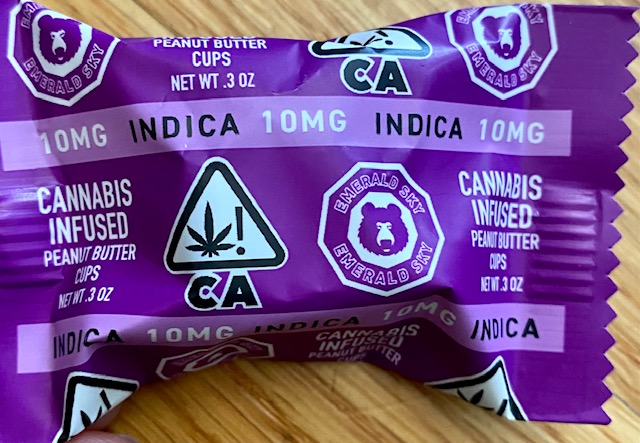 EMERALD SKY
PEANUT BUTTER
CUPS
NET WT .3 OZ
CA
EMERALD SKY
10MG INDICA 10MG INDICA 10MG
CANNABIS
INFUSED
PEANUT BUTTER
CUPS
NET WT .3 OZ
!
CA
EMERALD SKY
EMERALD SKY
CANNABIS
INFUSED
PEANUT BUTTER
CUPS
NET WT .3 OZ
INDICA 10MG INDICA 10MG INDICA
CANNABIS
INFUSED
PEANUT BUTTER
CUPS